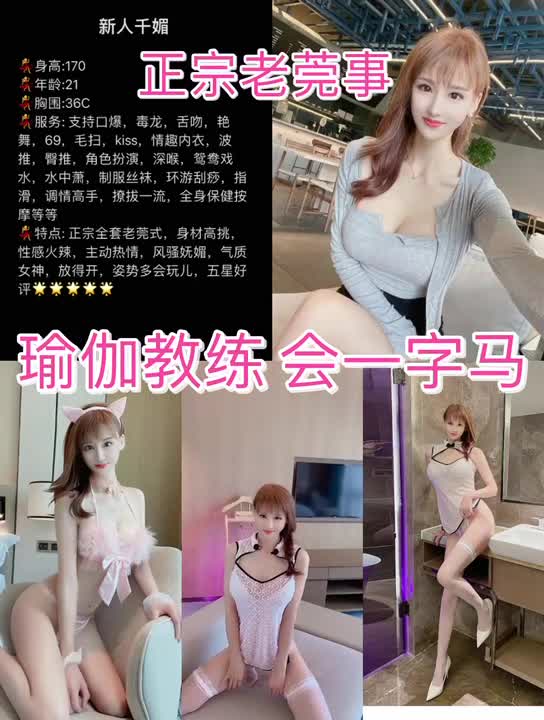 新人千媚
💃身高:170
💃年龄:21
💃胸围:36C
💃服务: 支持口爆，毒龙，舌吻，艳
舞，69，毛扫，kiss，情趣内衣，波
推，臀推，角色扮演，深喉，鸳鸯戏
水，水中萧，制服丝袜，环游刮痧，指
滑，调情高手，撩拨一流，全身保健按
摩等等
💃特点: 正宗全套老莞式，身材高挑，
性感火辣，主动热情，风骚妩媚，气质
女神，放得开，姿势多会玩儿，五星好
评🌟🌟🌟🌟🌟
正宗老莞事
瑜伽教练 会一字马